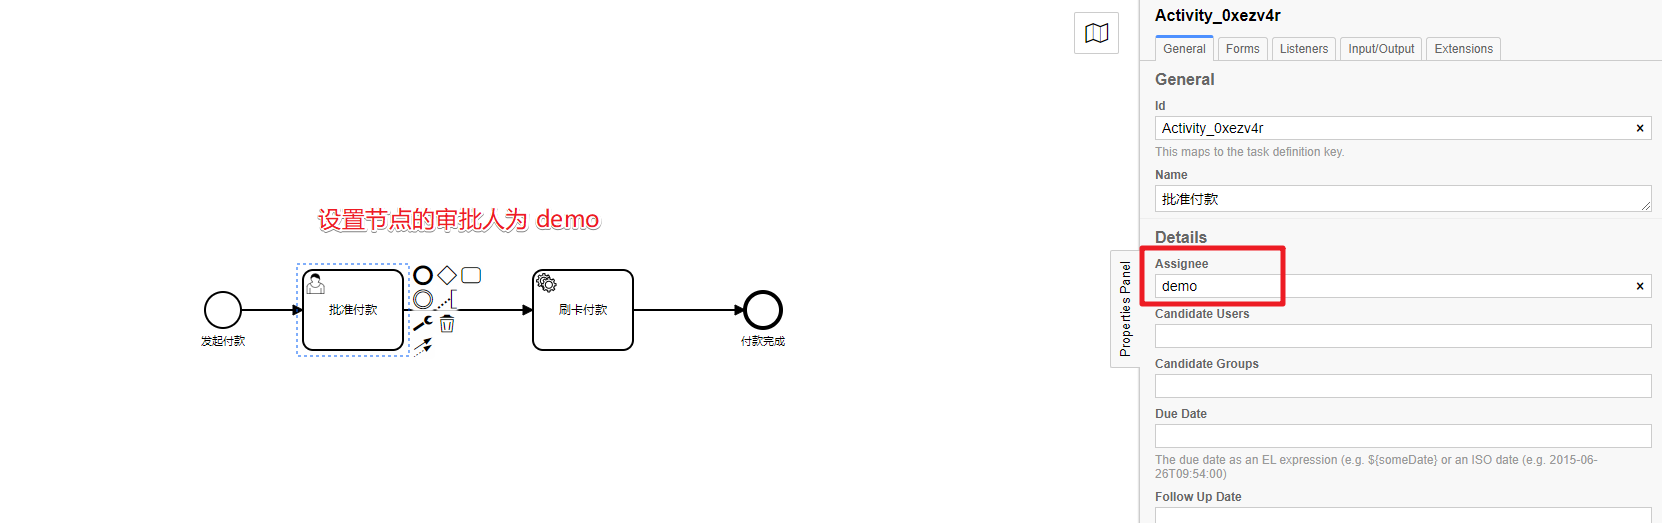 设置节点的审批人为 demo
发起付款
批准付款
刷卡付款
付款完成
Properties Panel
Activity_0xezv4r
General Forms Listeners Input/Output Extensions
General
Id
Activity_0xezv4r ×
This maps to the task definition key.
Name
批准付款
Details
Assignee
demo ×
Candidate Users
Candidate Groups
Due Date
The due date as an EL expression (e.g. ${someDate} or an ISO date (e.g. 2015-06-
26T09:54:00)
Follow Up Date